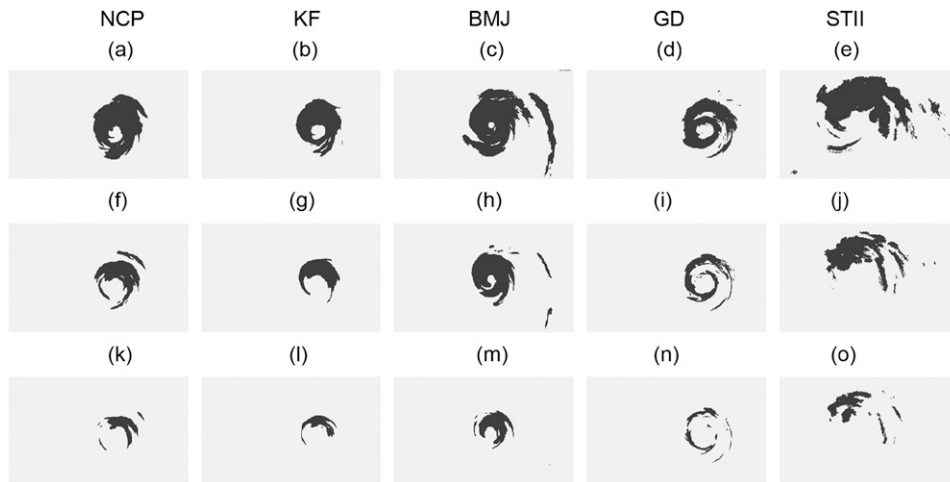 NCP KF BMJ GD STII
(a) (b) (c) (d) (e)
(f) (g) (h) (i) (j)
(k) (l) (m) (n) (o)